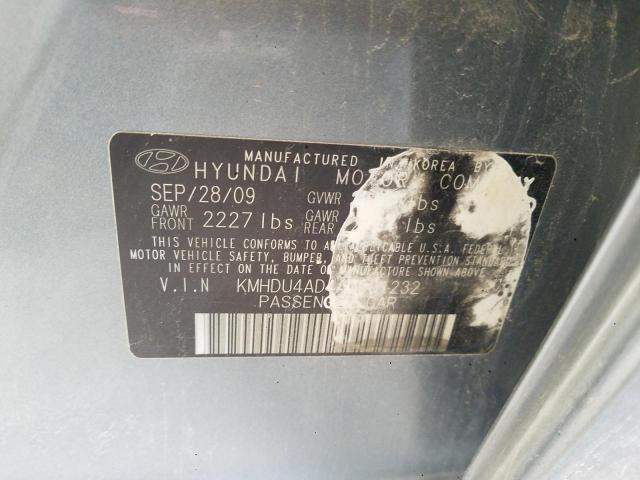 MANUFACTURED IN KOREA BY
HYUNDAI MOTOR COMPANY
SEP/28/09 GVWR lbs
GAWR FRONT 2227 lbs GAWR REAR lbs
THIS VEHICLE CONFORMS TO ALL APPLICABLE U.S.A. FEDERAL
MOTOR VEHICLE SAFETY, BUMPER, AND THEFT PREVENTION STANDARDS
IN EFFECT ON THE DATE OF MANUFACTURE SHOWN ABOVE.
V.I.N KMHDU4AD 232
PASSENGER CAR